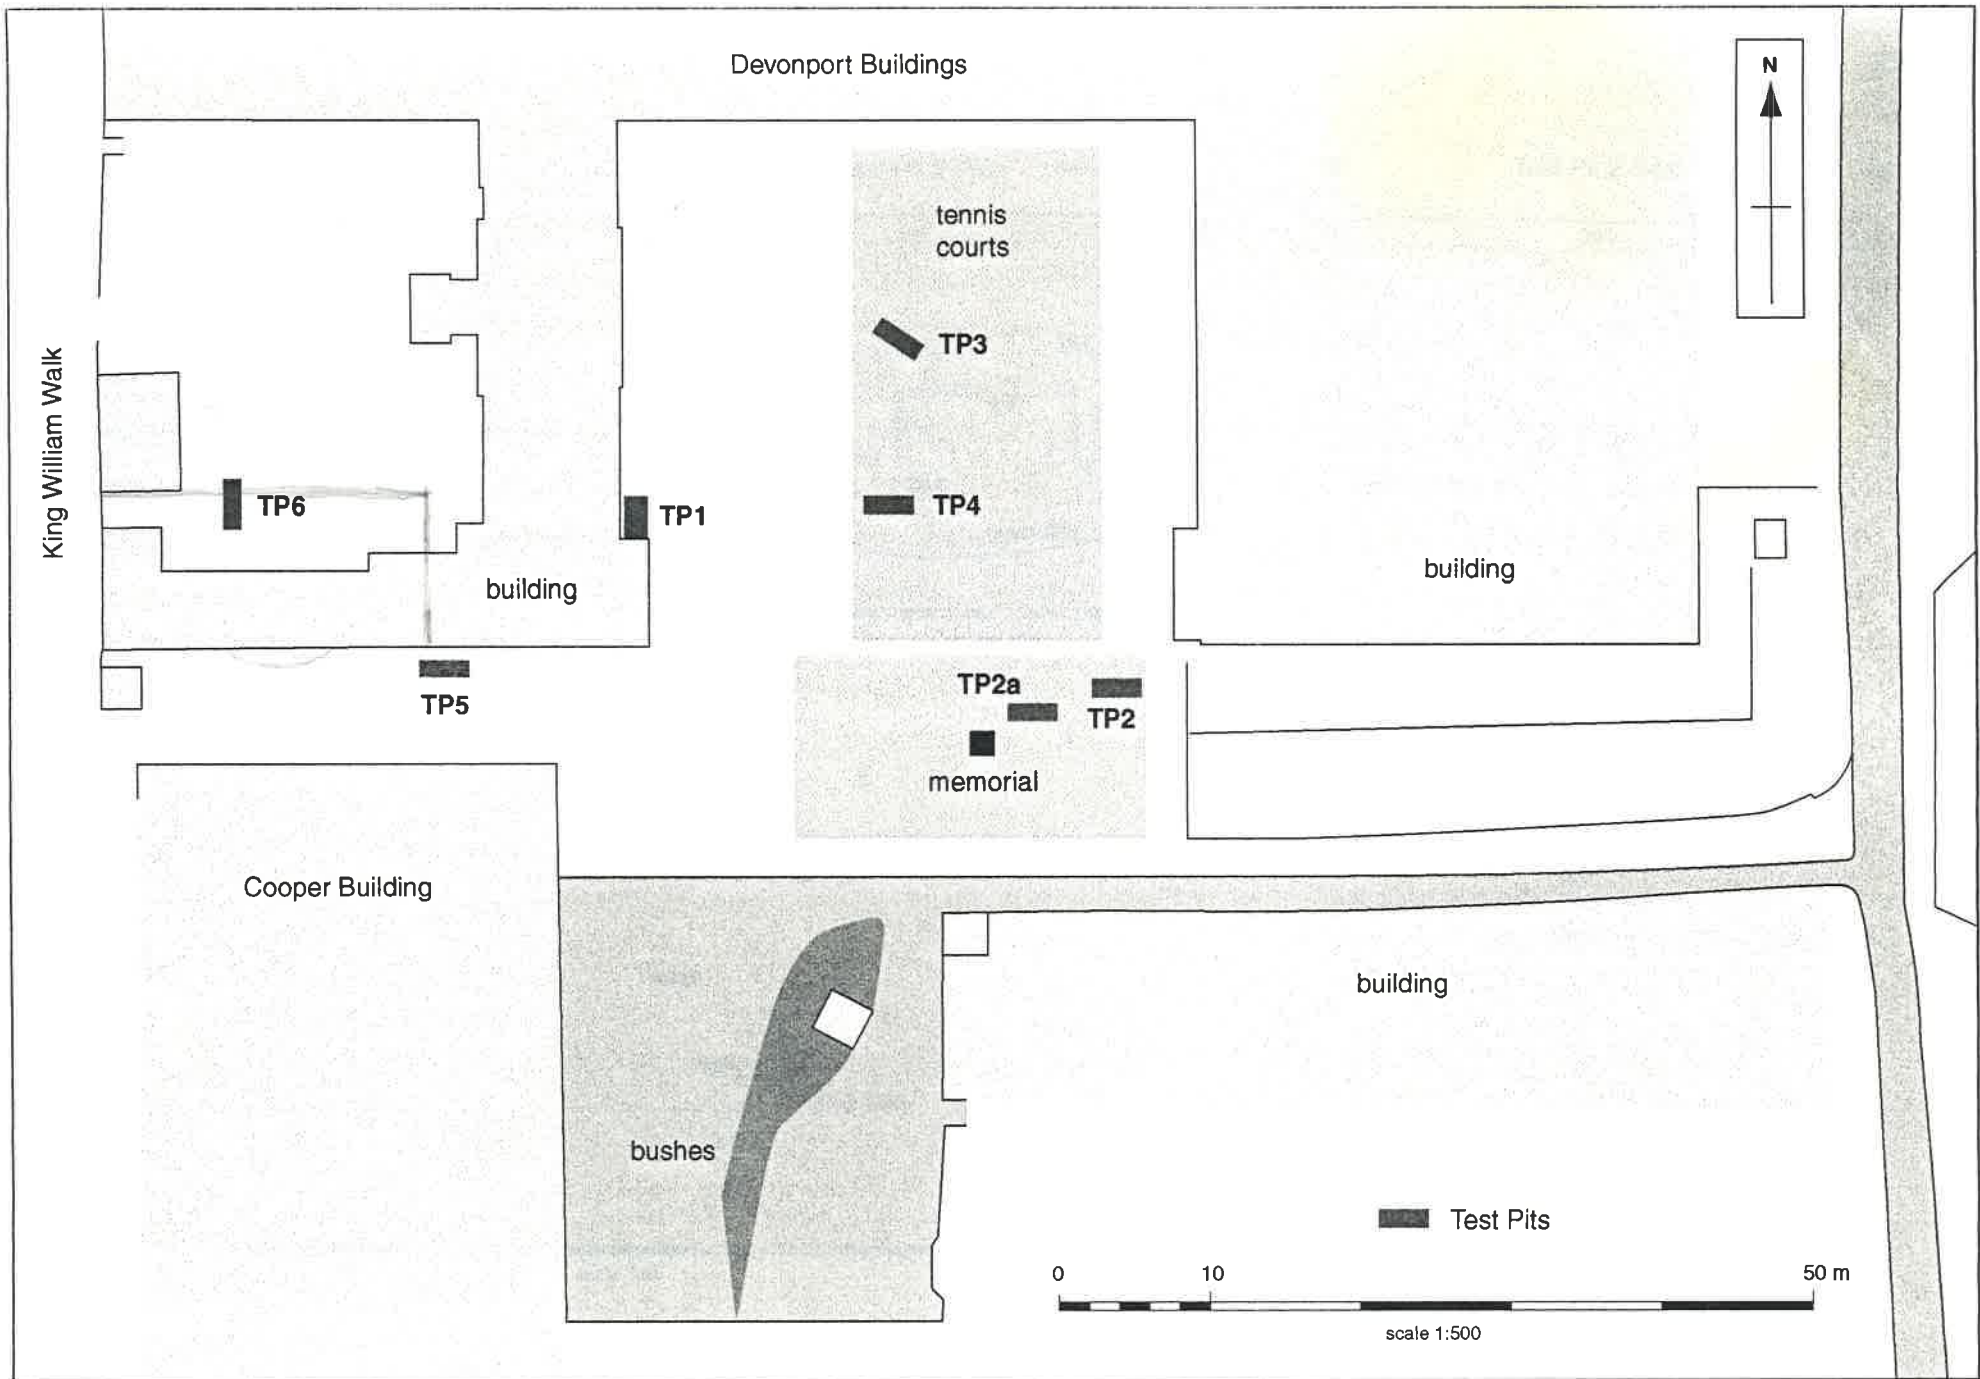 Devonport Buildings
N
tennis
courts
TP3
King William Walk
TP6
TP1
TP4
building
building
TP5
TP2a
TP2
memorial
Cooper Building
building
bushes
Test Pits
0
10
50 m
scale 1:500